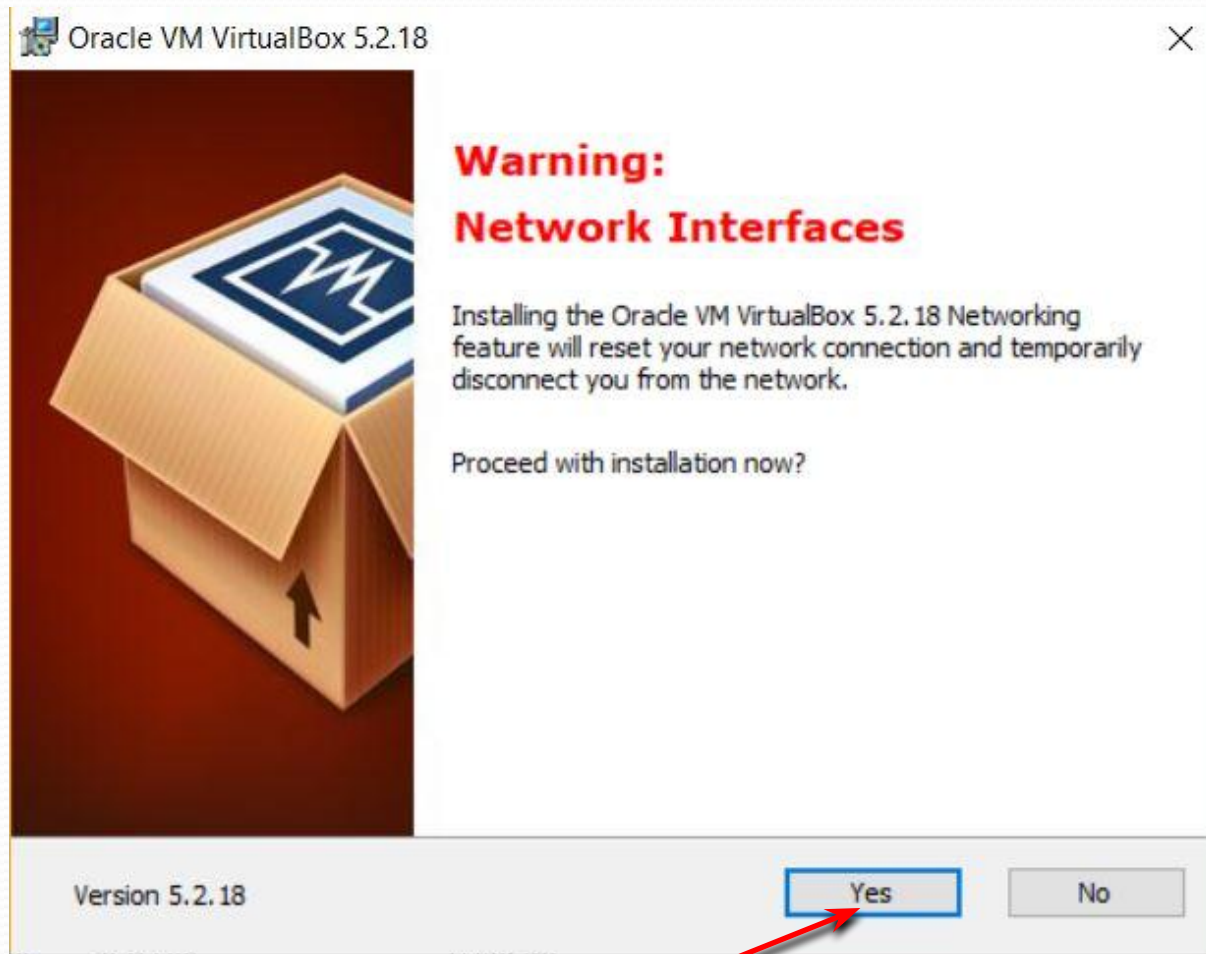 Oracle VM VirtualBox 5.2.18
Warning:
Network Interfaces
Installing the Oracle VM VirtualBox 5.2.18 Networking
feature will reset your network connection and temporarily
disconnect you from the network.
Proceed with installation now?
Version 5.2.18
Yes
No